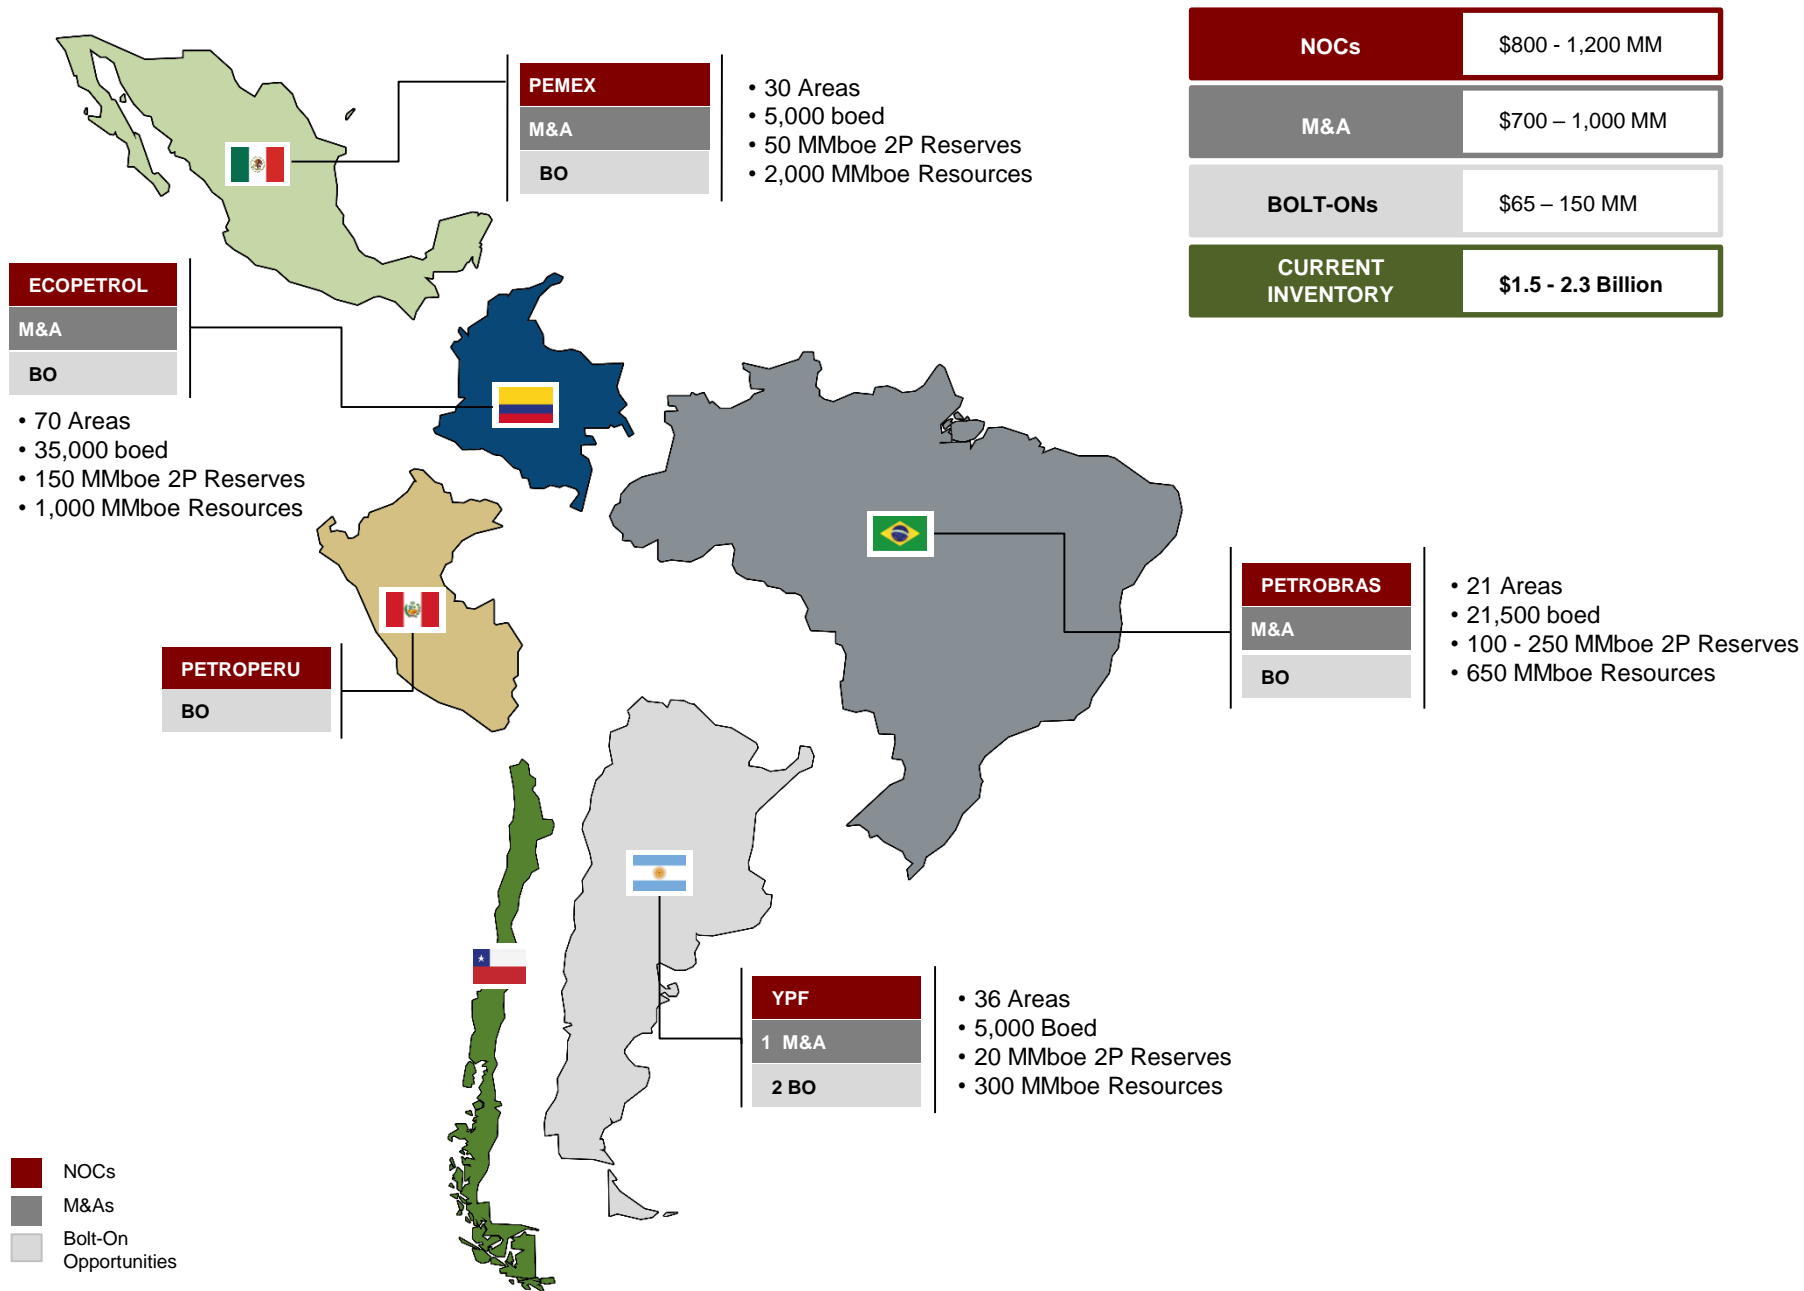 NOCs
$800 - 1,200 MM
M&A
$700 – 1,000 MM
BOLT-ONs
$65 – 150 MM
CURRENT
INVENTORY
$1.5 - 2.3 Billion
PEMEX
M&A
BO
• 30 Areas
• 5,000 boed
• 50 MMboe 2P Reserves
• 2,000 MMboe Resources
ECOPETROL
M&A
BO
• 70 Areas
• 35,000 boed
• 150 MMboe 2P Reserves
• 1,000 MMboe Resources
PETROBRAS
M&A
BO
• 21 Areas
• 21,500 boed
• 100 - 250 MMboe 2P Reserves
• 650 MMboe Resources
PETROPERU
BO
YPF
1 M&A
2 BO
• 36 Areas
• 5,000 Boed
• 20 MMboe 2P Reserves
• 300 MMboe Resources
NOCs
M&As
Bolt-On
Opportunities